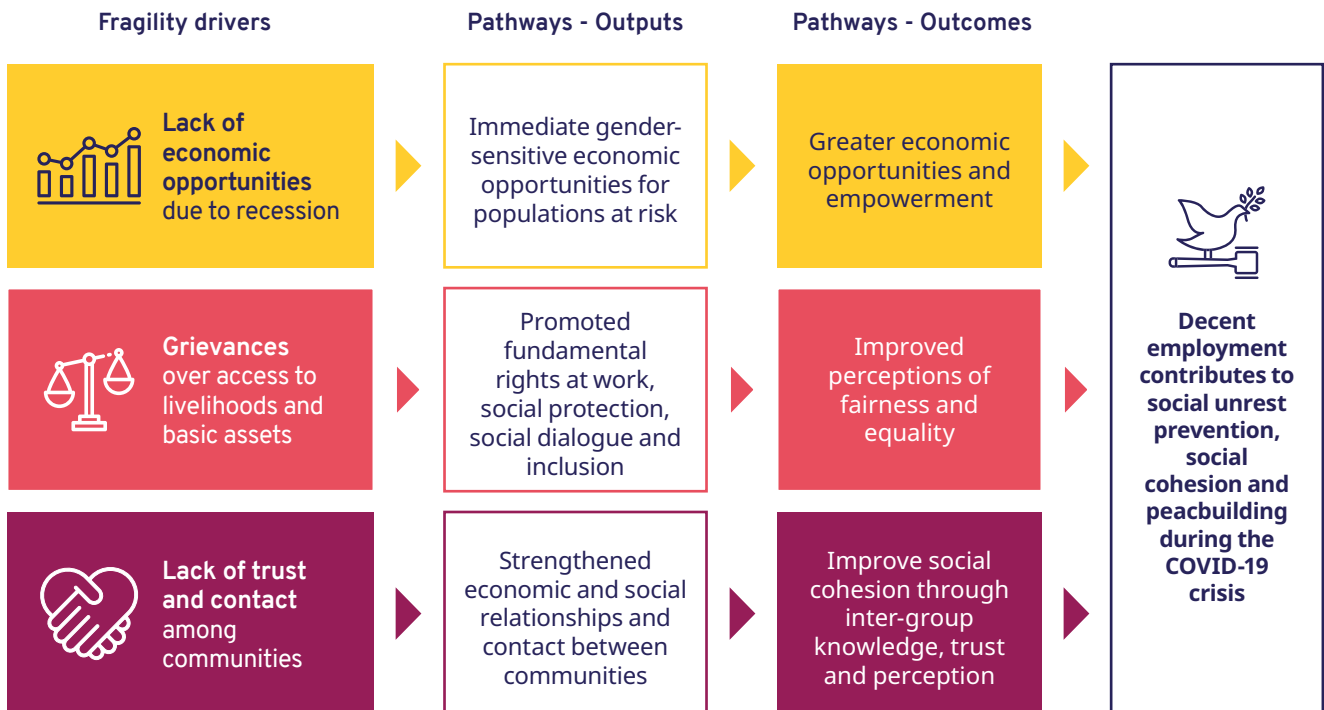 Fragility drivers
Pathways - Outputs
Pathways - Outcomes
Lack of
economic
opportunities
due to recession
Immediate gender-
sensitive economic
opportunities for
populations at risk
Greater economic
opportunities and
empowerment
Grievances
over access to
livelihoods and
basic assets
Promoted
fundamental
rights at work,
social protection,
social dialogue and
inclusion
Improved
perceptions of
fairness and
equality
Lack of trust
and contact
among
communities
Strengthened
economic and social
relationships and
contact between
communities
Improve social
cohesion through
inter-group
knowledge, trust
and perception
Decent
employment
contributes to
social unrest
prevention,
social
cohesion and
peacbuilding
during the
COVID-19
crisis